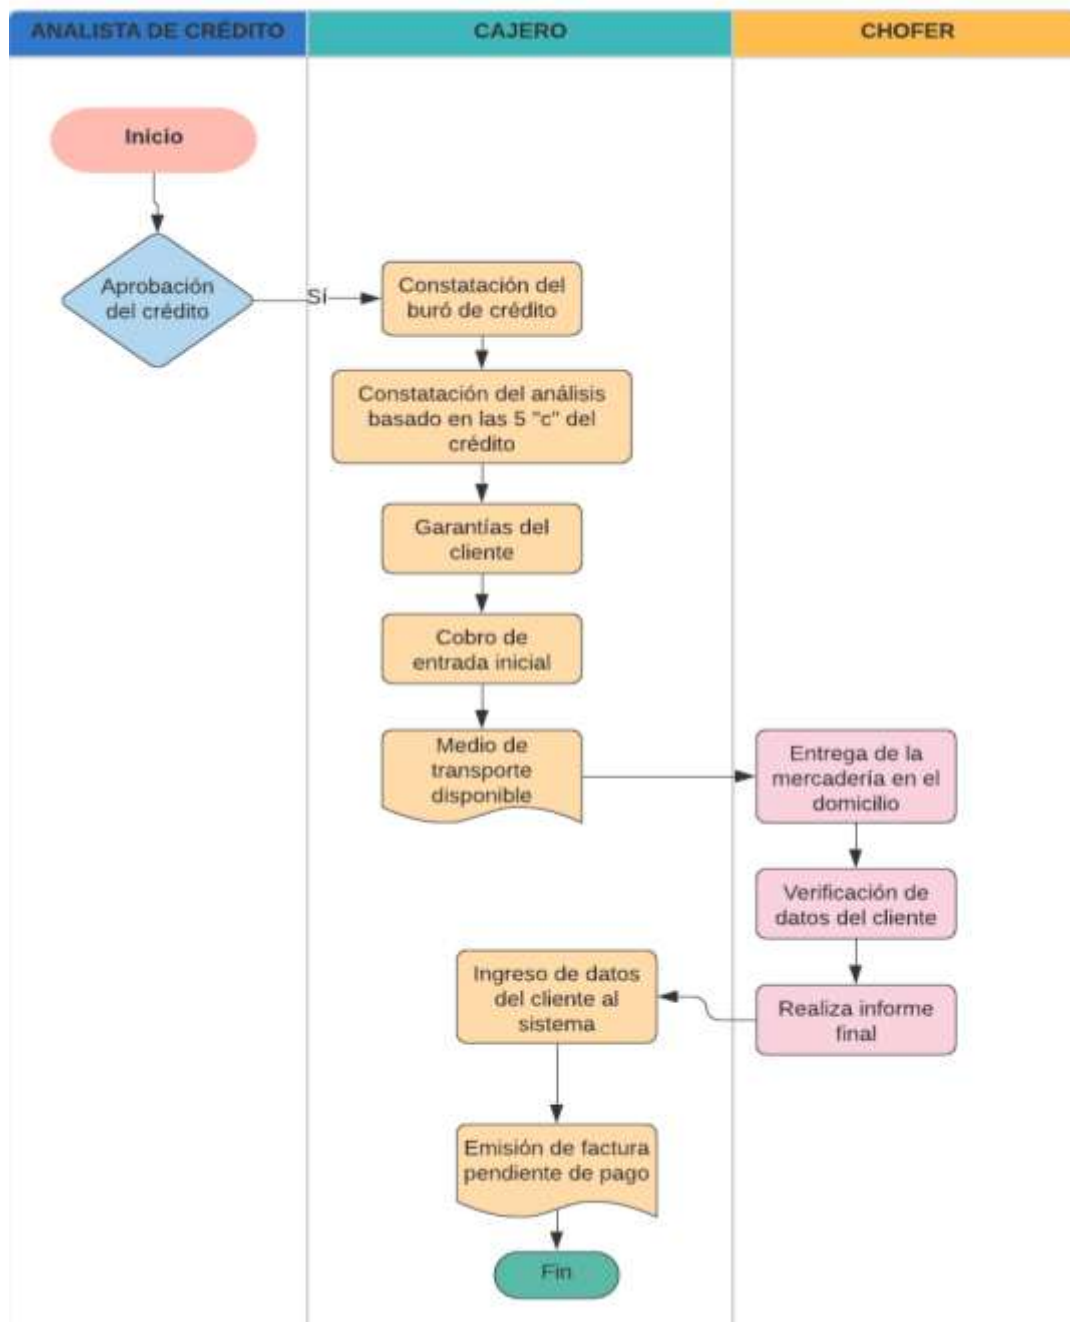 ANALISTA DE CRÉDITO
CAJERO
CHOFER
Inicio
Aprobación
del crédito
Sí
Constatación del
buró de crédito
Constatación del análisis
basado en las 5 "c" del
crédito
Garantías del
cliente
Cobro de
entrada inicial
Medio de
transporte
disponible
Entrega de la
mercadería en el
domicilio
Verificación de
datos del cliente
Realiza informe
final
Ingreso de datos
del cliente al
sistema
Emisión de factura
pendiente de pago
Fin